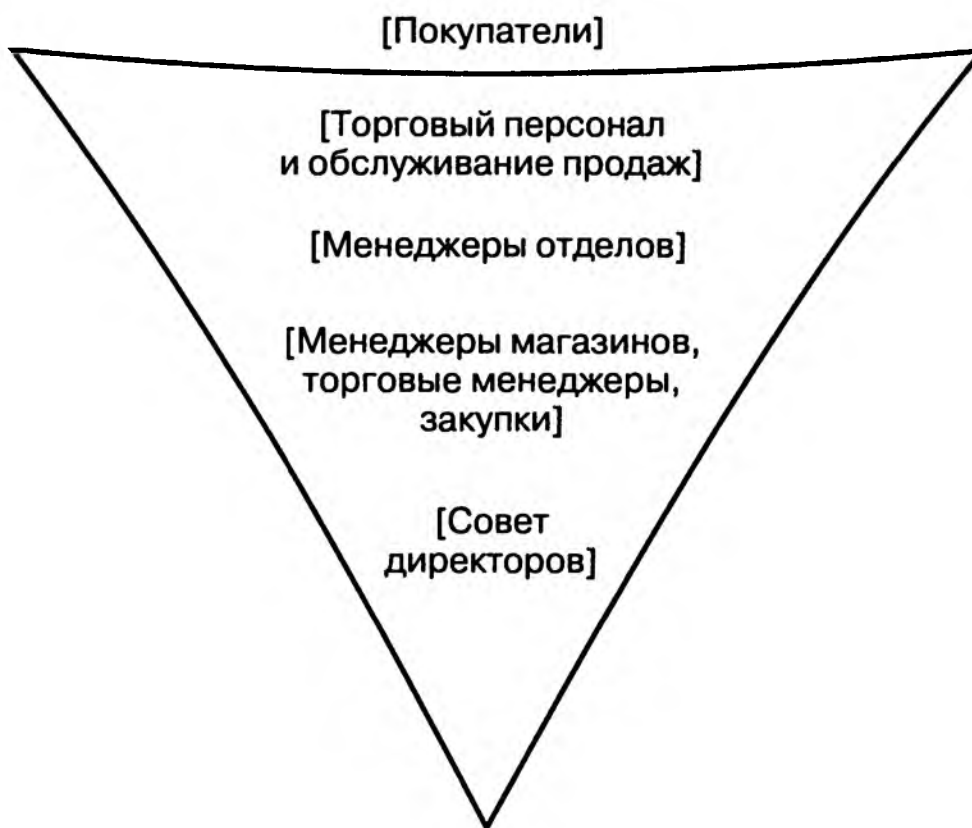 [Покупатели]
[Торговый персонал
и обслуживание продаж]
[Менеджеры отделов]
[Менеджеры магазинов,
торговые менеджеры,
закупки]
[Совет
директоров]